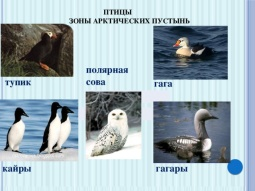 ПТИЦЫ
ЗОНЫ АРКТИЧЕСКИХ ПУСТЫНЬ
тупик
полярная
сова
гага
кайры
гагары